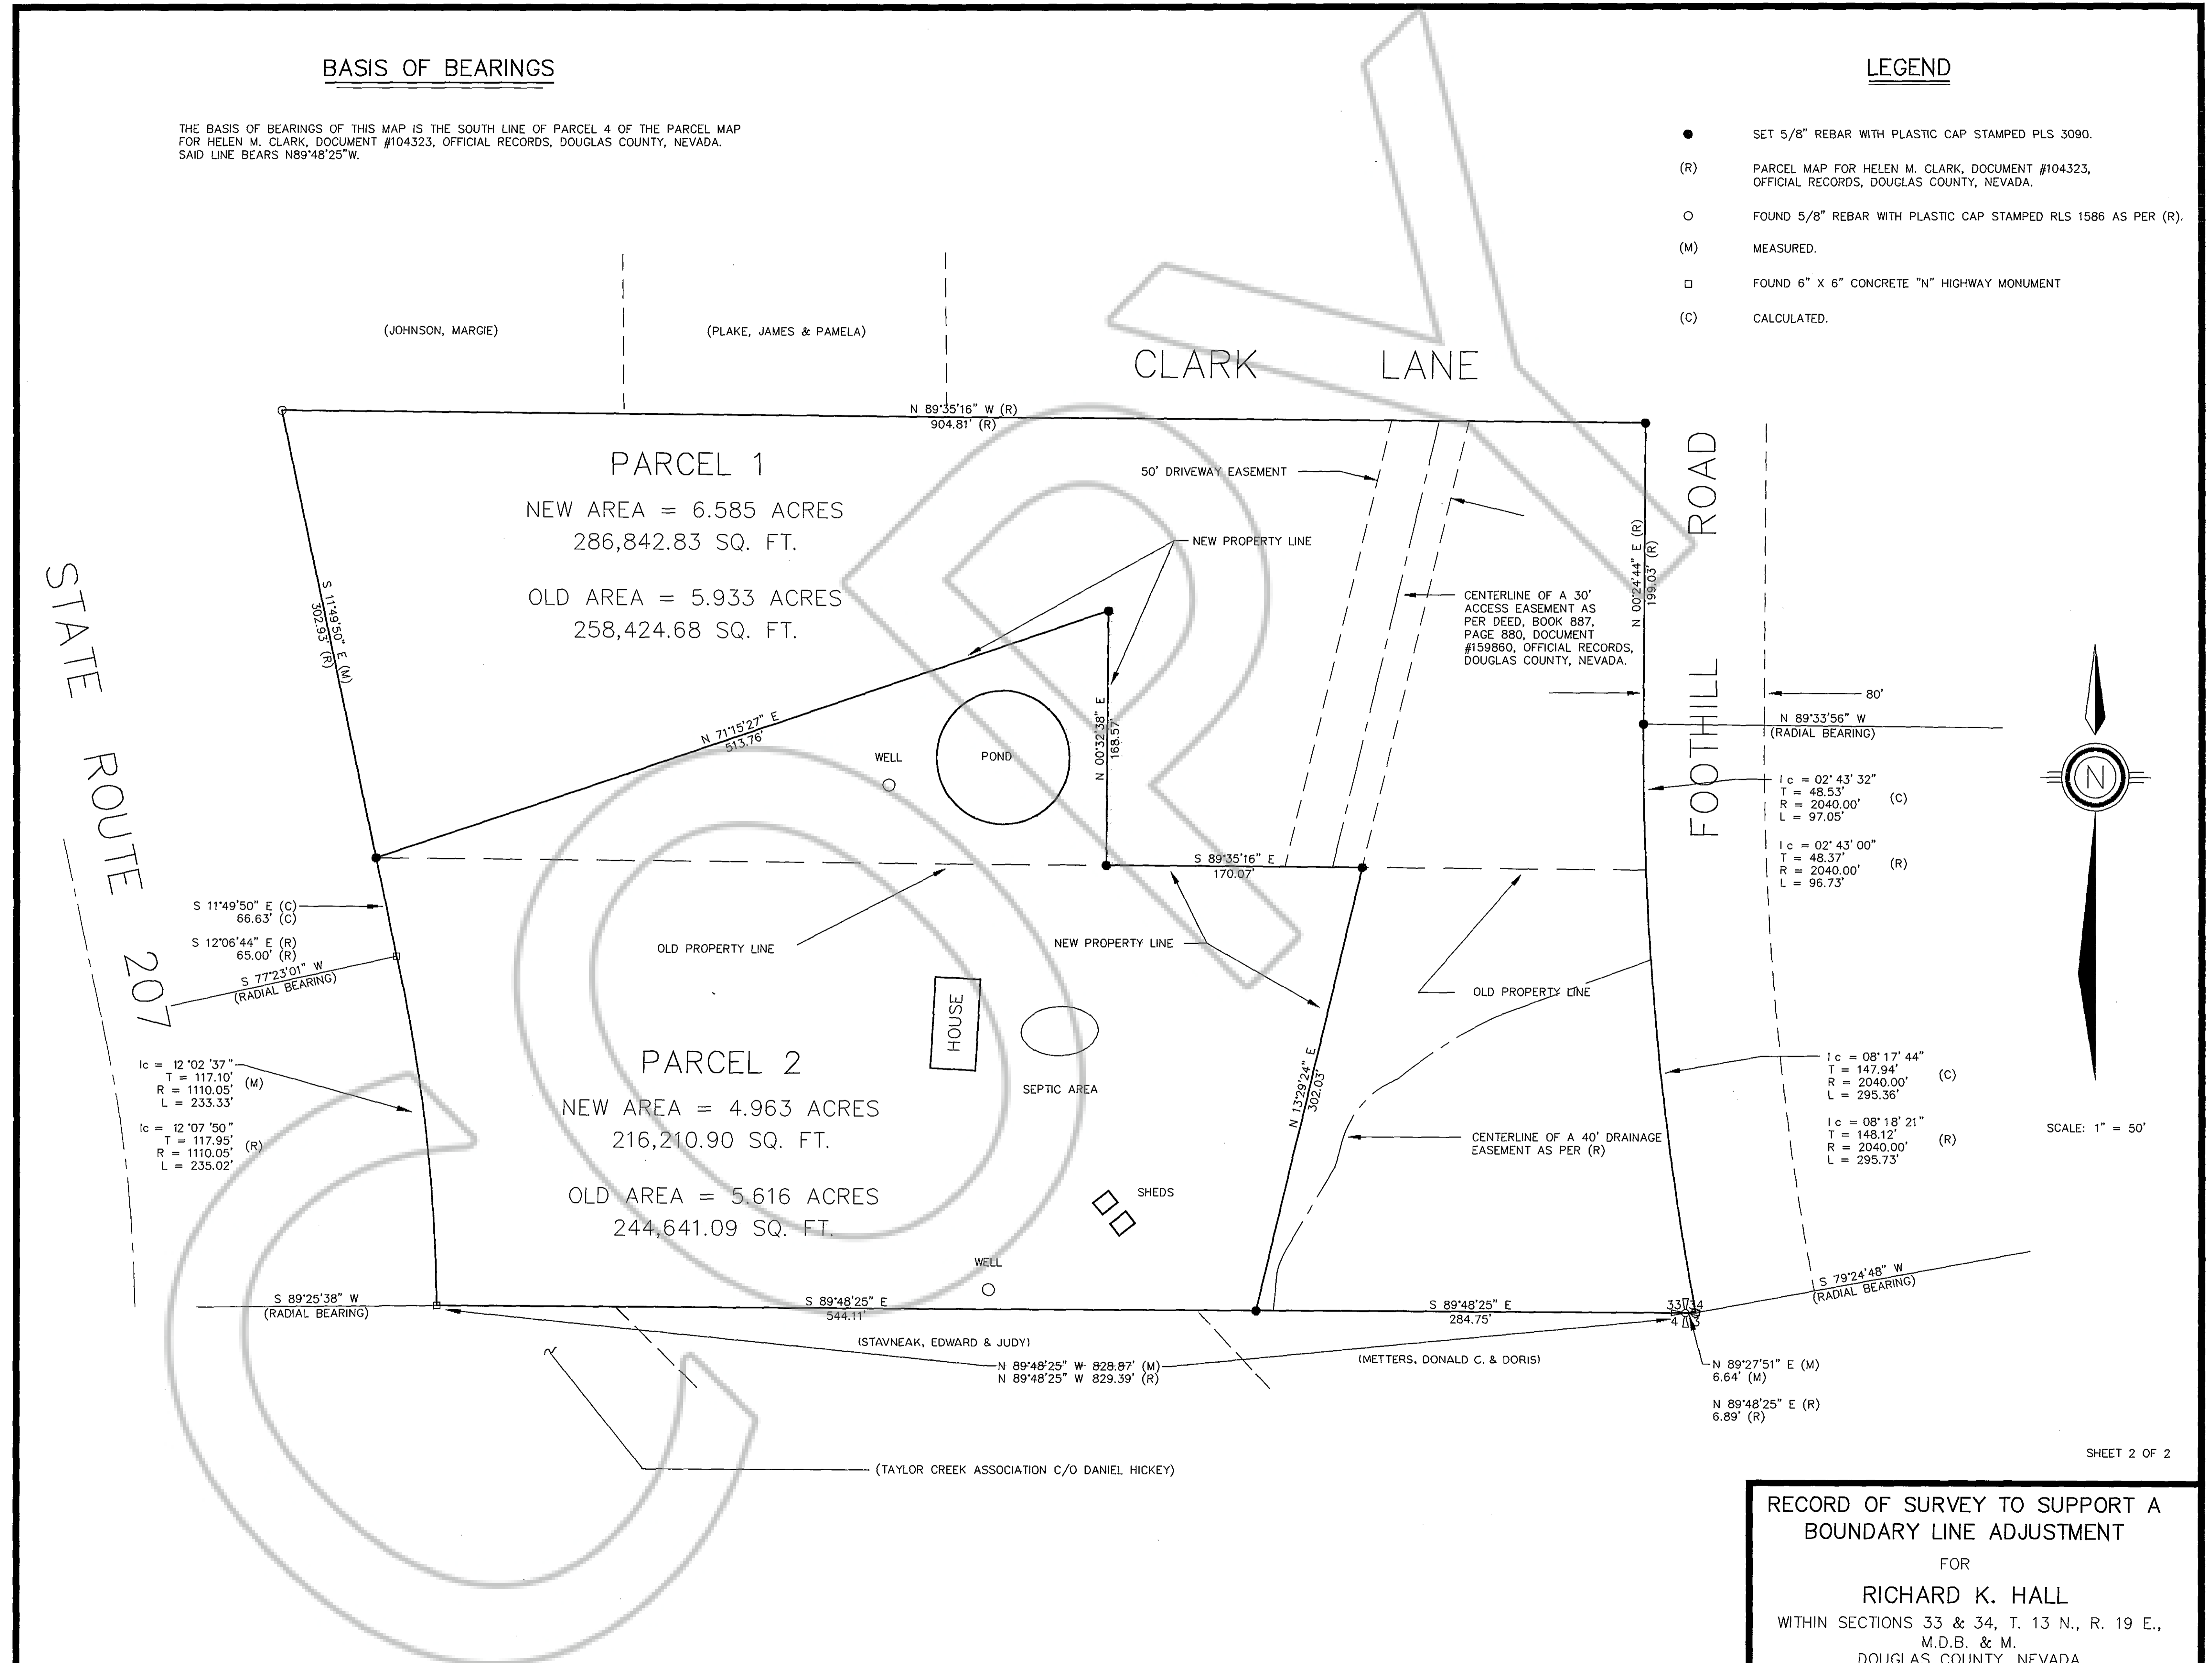 BASIS OF BEARINGS
THE BASIS OF BEARINGS OF THIS MAP IS THE SOUTH LINE OF PARCEL 4 OF THE PARCEL MAP
FOR HELEN M. CLARK, DOCUMENT #104323, OFFICIAL RECORDS, DOUGLAS COUNTY, NEVADA.
SAID LINE BEARS N89°48'25"W.
LEGEND
SET 5/8" REBAR WITH PLASTIC CAP STAMPED PLS 3090.
(R) PARCEL MAP FOR HELEN M. CLARK, DOCUMENT #104323,
OFFICIAL RECORDS, DOUGLAS COUNTY, NEVADA.
FOUND 5/8" REBAR WITH PLASTIC CAP STAMPED RLS 1586 AS PER (R).
(M) MEASURED.
FOUND 6" X 6" CONCRETE "N" HIGHWAY MONUMENT
(C) CALCULATED.
(JOHNSON, MARGIE)
(PLAKE, JAMES & PAMELA)
CLARK LANE
N 89°35'16" W (R)
904.81' (R)
PARCEL 1
NEW AREA = 6.585 ACRES
286,842.83 SQ. FT.
OLD AREA = 5.933 ACRES
258,424.68 SQ. FT.
50' DRIVEWAY EASEMENT
NEW PROPERTY LINE
CENTERLINE OF A 30'
ACCESS EASEMENT AS
PER DEED, BOOK 887,
PAGE 880, DOCUMENT
#159860, OFFICIAL RECORDS,
DOUGLAS COUNTY, NEVADA.
N 00°24'44" E (R)
199.03' (R)
FOOTHILL ROAD
80'
N 89°33'56" W
(RADIAL BEARING)
Ic = 02° 43' 32"
T = 48.53'
R = 2040.00'
L = 97.05'
(C)
Ic = 02° 43' 00"
T = 48.37'
R = 2040.00'
L = 96.73'
(R)
N
SCALE: 1" = 50'
STATE ROUTE 207
S 11°49'50" E (M)
302.93' (R)
N 71°15'27" E
513.76'
WELL
POND
N 00°32'38" E
168.57'
S 89°35'16" E
170.07'
S 11°49'50" E (C)
66.63' (C)
S 12°06'44" E (R)
65.00' (R)
S 77°23'01" W
(RADIAL BEARING)
OLD PROPERTY LINE
NEW PROPERTY LINE
OLD PROPERTY LINE
HOUSE
SEPTIC AREA
Ic = 12°02'37"
T = 117.10'
R = 1110.05'
L = 233.33'
(M)
Ic = 12°07'50"
T = 117.95'
R = 1110.05'
L = 235.02'
(R)
PARCEL 2
NEW AREA = 4.963 ACRES
216,210.90 SQ. FT.
OLD AREA = 5.616 ACRES
244,641.09 SQ. FT.
N 13°29'24" E
302.03'
CENTERLINE OF A 40' DRAINAGE
EASEMENT AS PER (R)
Ic = 08° 17' 44"
T = 147.94'
R = 2040.00'
L = 295.36'
(C)
Ic = 08° 18' 21"
T = 148.12'
R = 2040.00'
L = 295.73'
(R)
SHEDS
WELL
S 89°25'38" W
(RADIAL BEARING)
S 89°48'25" E
544.11'
S 89°48'25" E
284.75'
33 34
4 3
S 79°24'48" W
(RADIAL BEARING)
(STAVNEAK, EDWARD & JUDY)
N 89°48'25" W 828.87' (M)
N 89°48'25" W 829.39' (R)
(METTERS, DONALD C. & DORIS)
N 89°27'51" E (M)
6.64' (M)
N 89°48'25" E (R)
6.89' (R)
(TAYLOR CREEK ASSOCIATION C/O DANIEL HICKEY)
SHEET 2 OF 2
RECORD OF SURVEY TO SUPPORT A
BOUNDARY LINE ADJUSTMENT
FOR
RICHARD K. HALL
WITHIN SECTIONS 33 & 34, T. 13 N., R. 19 E.,
M.D.B. & M.
DOUGLAS COUNTY, NEVADA
COPY